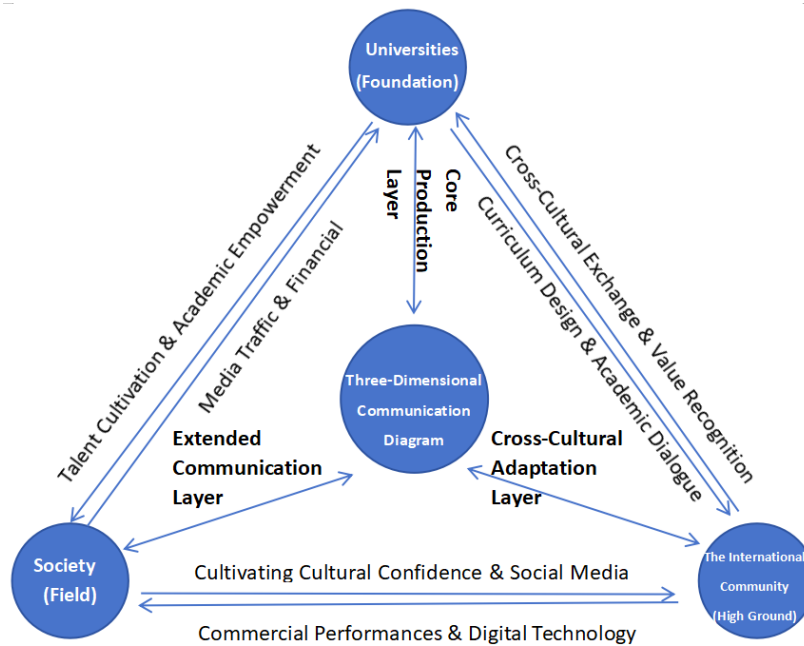 Universities
(Foundation)
Core
Production
Layer
Talent Cultivation & Academic Empowerment
Media Traffic & Financial
Cross-Cultural Exchange & Value Recognition
Curriculum Design & Academic Dialogue
Three-Dimensional
Communication
Diagram
Extended
Communication
Layer
Cross-Cultural
Adaptation
Layer
Society
(Field)
The International
Community
(High Ground)
Cultivating Cultural Confidence & Social Media
Commercial Performances & Digital Technology